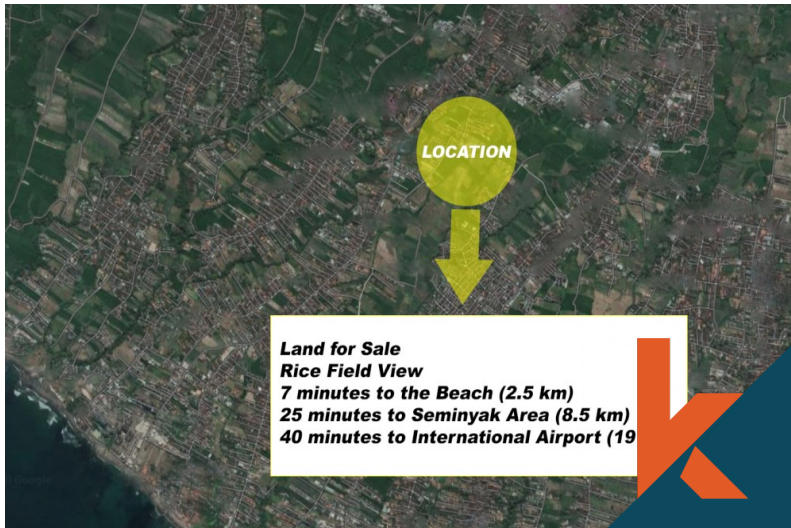 LOCATION
Land for Sale
Rice Field View
7 minutes to the Beach (2.5 km)
25 minutes to Seminyak Area (8.5 km)
40 minutes to International Airport (19
Google